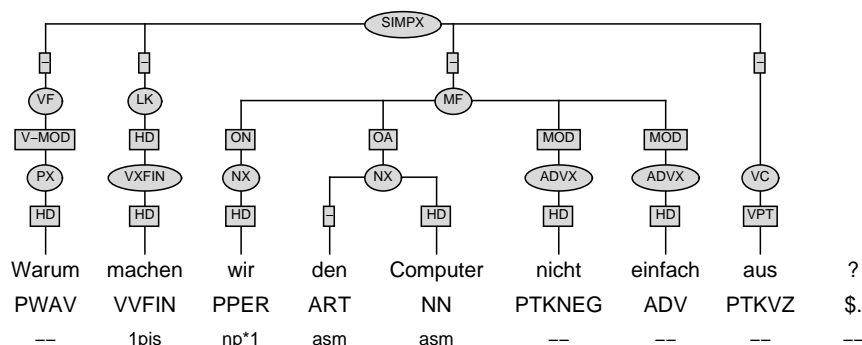 SIMPX
– – – –
VF LK MF
V−MOD HD ON OA MOD MOD
PX VXFIN NX NX ADVX ADVX VC
HD HD HD – HD HD HD VPT
Warum machen wir den Computer nicht einfach aus ?
PWAV VVFIN PPER ART NN PTKNEG ADV PTKVZ $.
−− 1pis np*1 asm asm −− −− −− −−